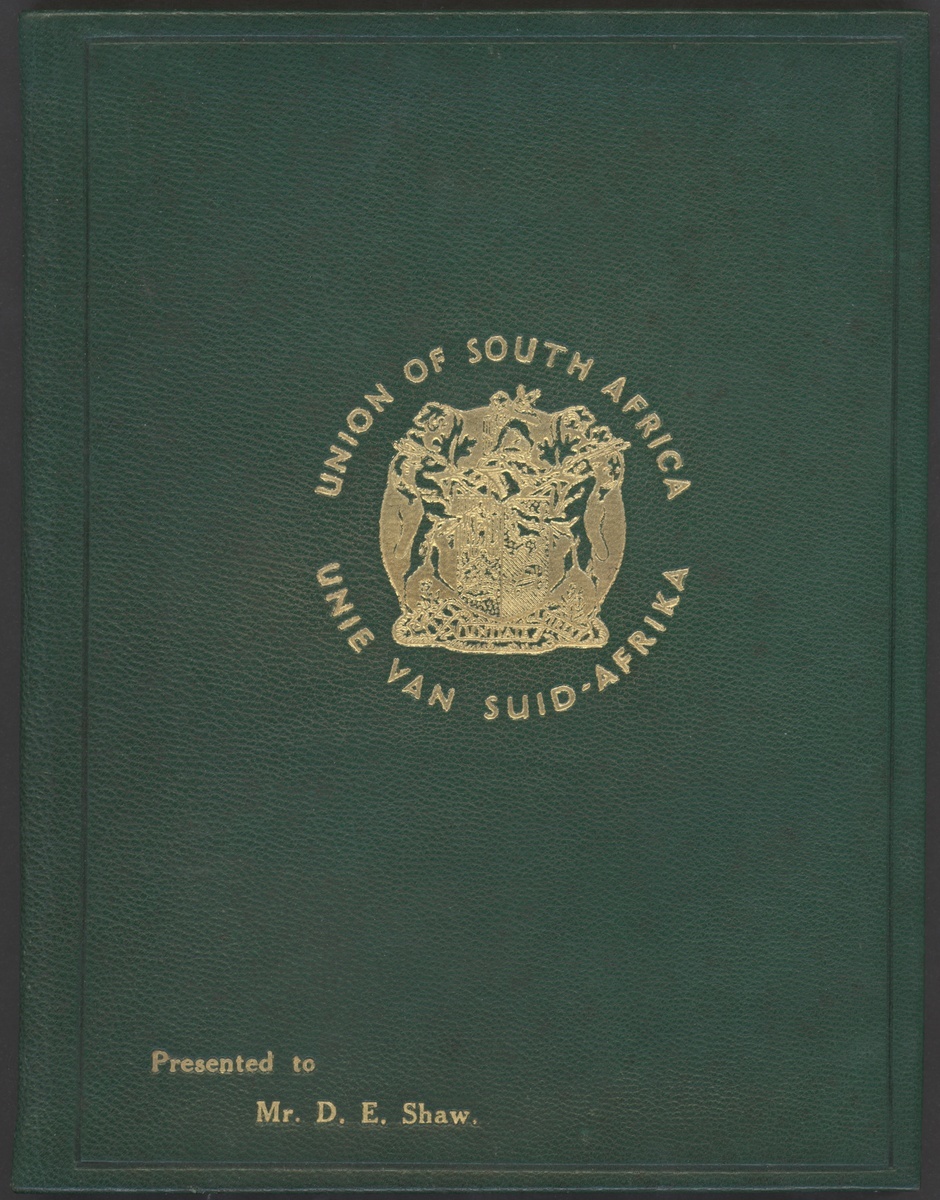 UNION OF SOUTH AFRICA
UNIE VAN SUID-AFRIKA
Presented to
Mr. D. E. Shaw.